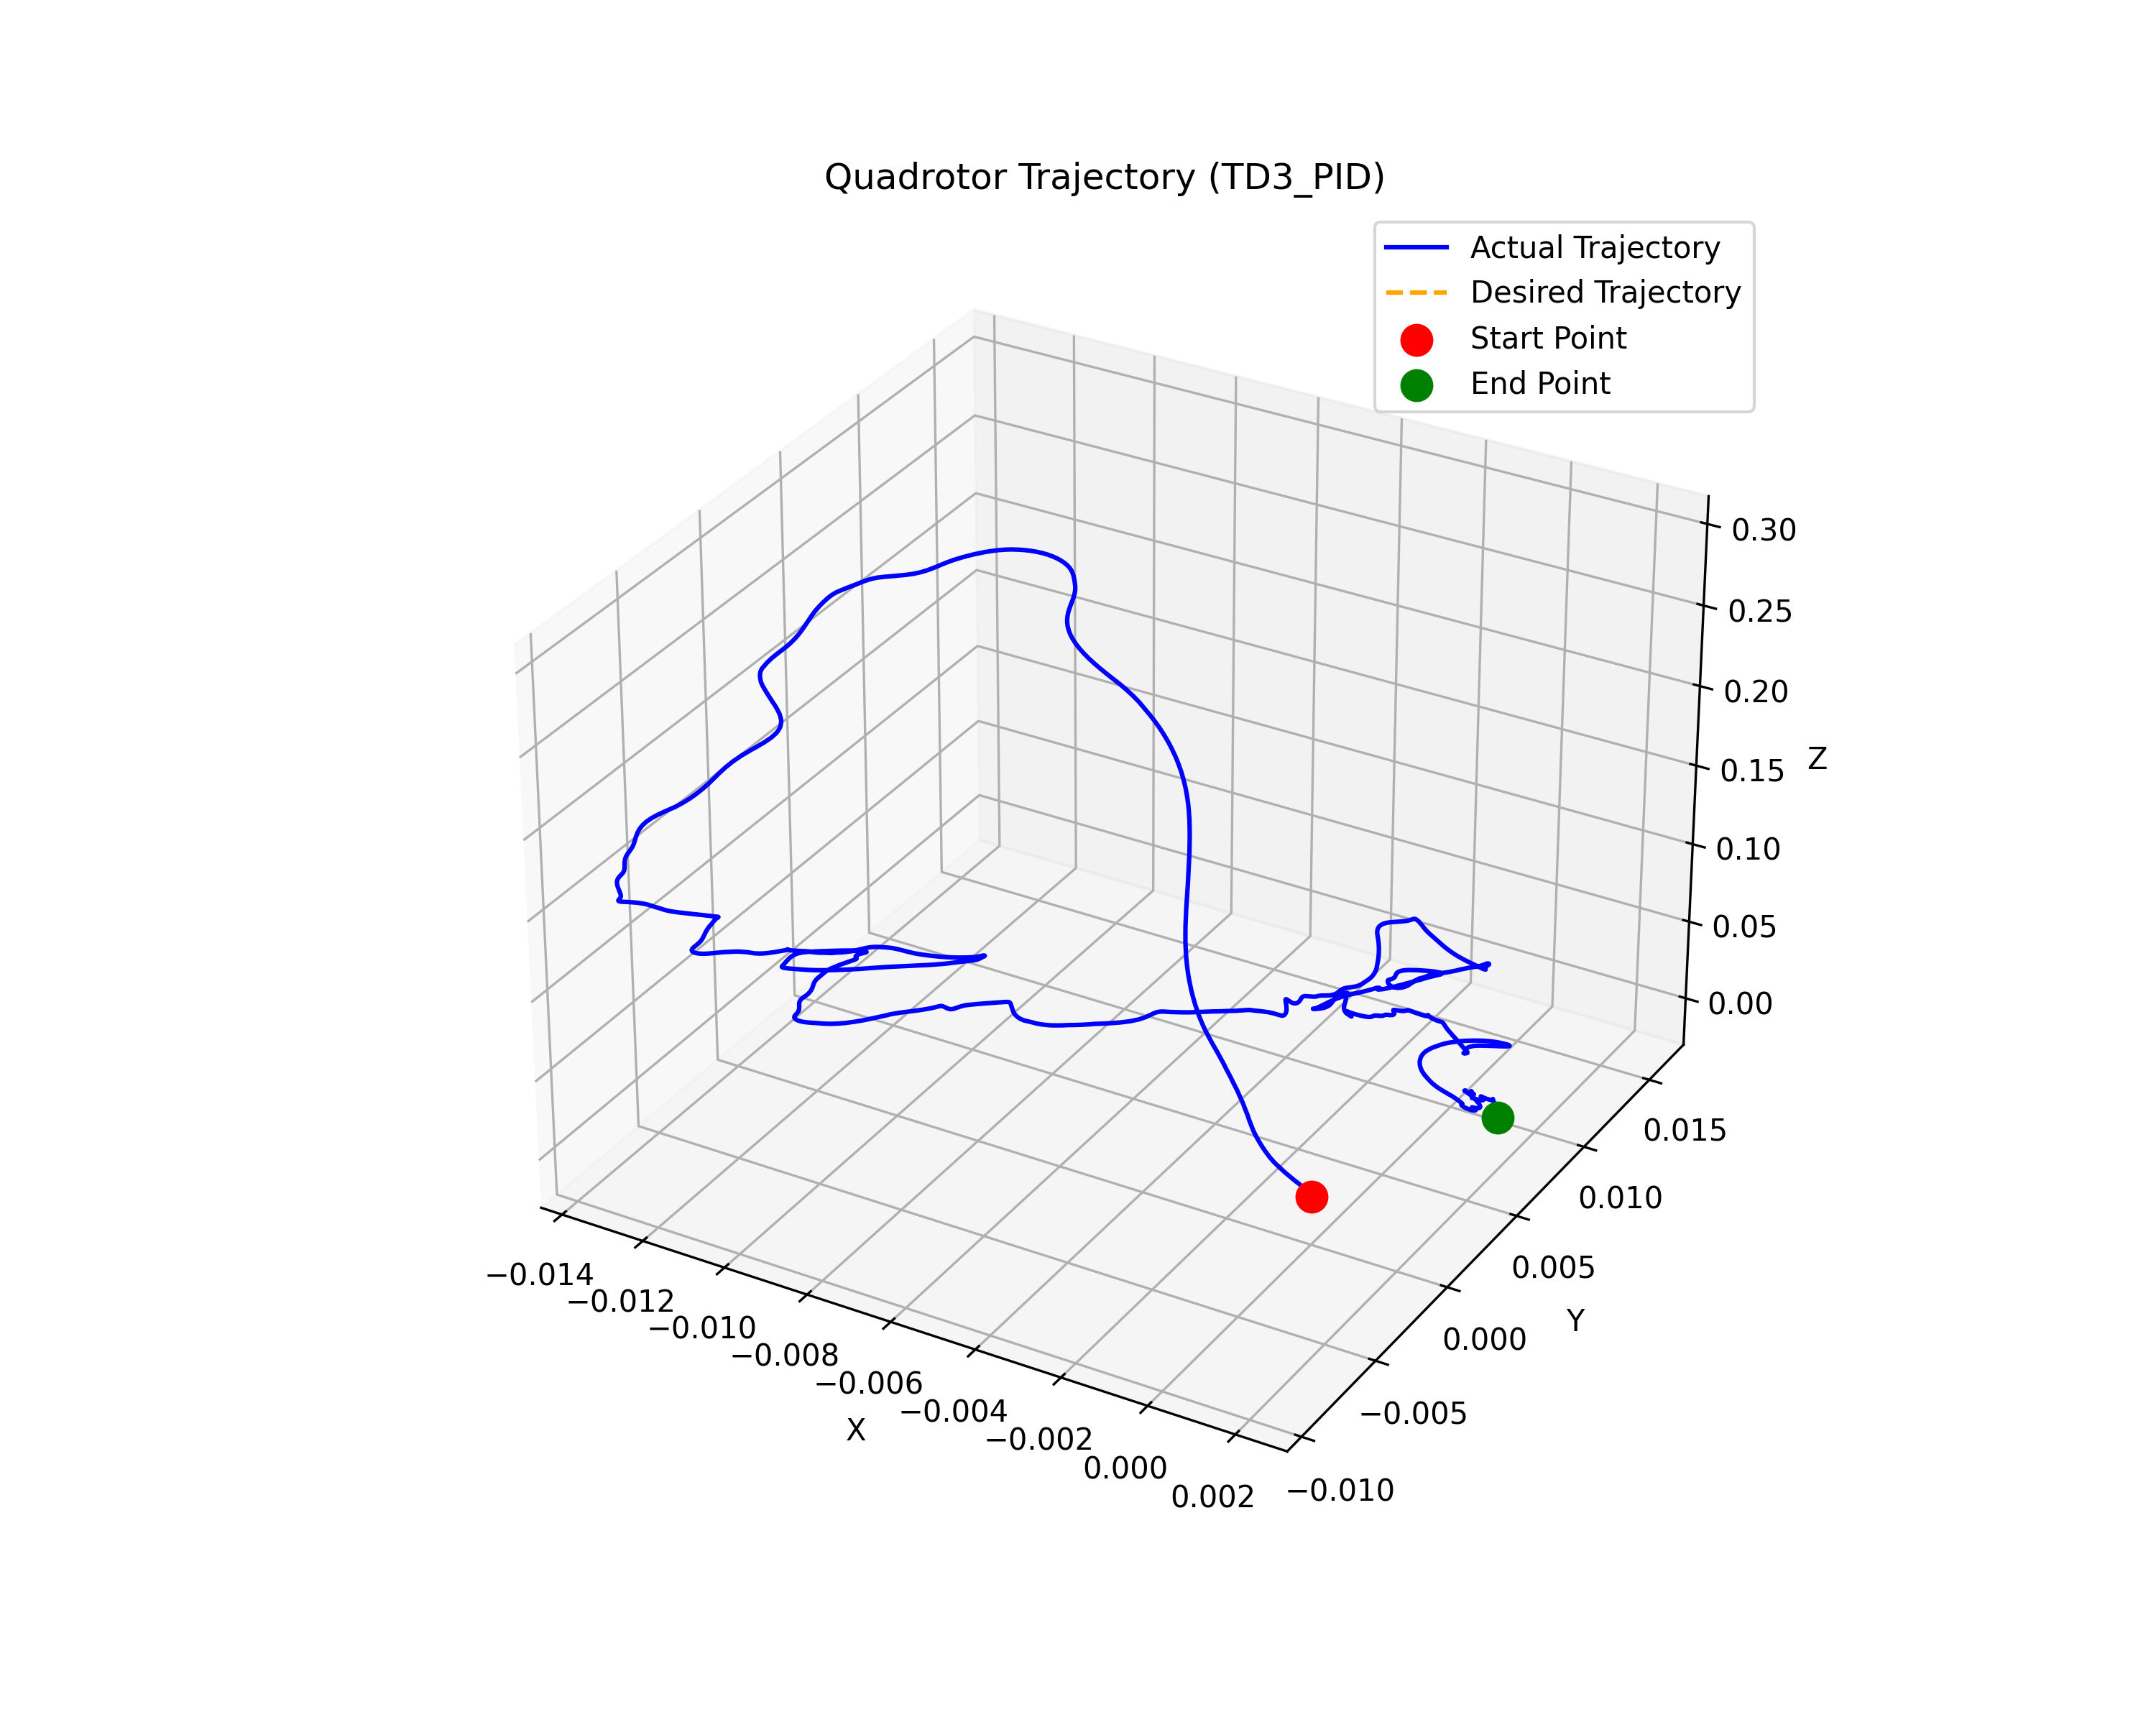 Quadrotor Trajectory (TD3_PID)
Actual Trajectory
Desired Trajectory
Start Point
End Point
0.30
0.25
0.20
0.15
0.10
0.05
0.00
Z
0.015
0.010
0.005
0.000
−0.005
−0.010
Y
−0.014
−0.012
−0.010
−0.008
−0.006
−0.004
−0.002
0.000
0.002
X